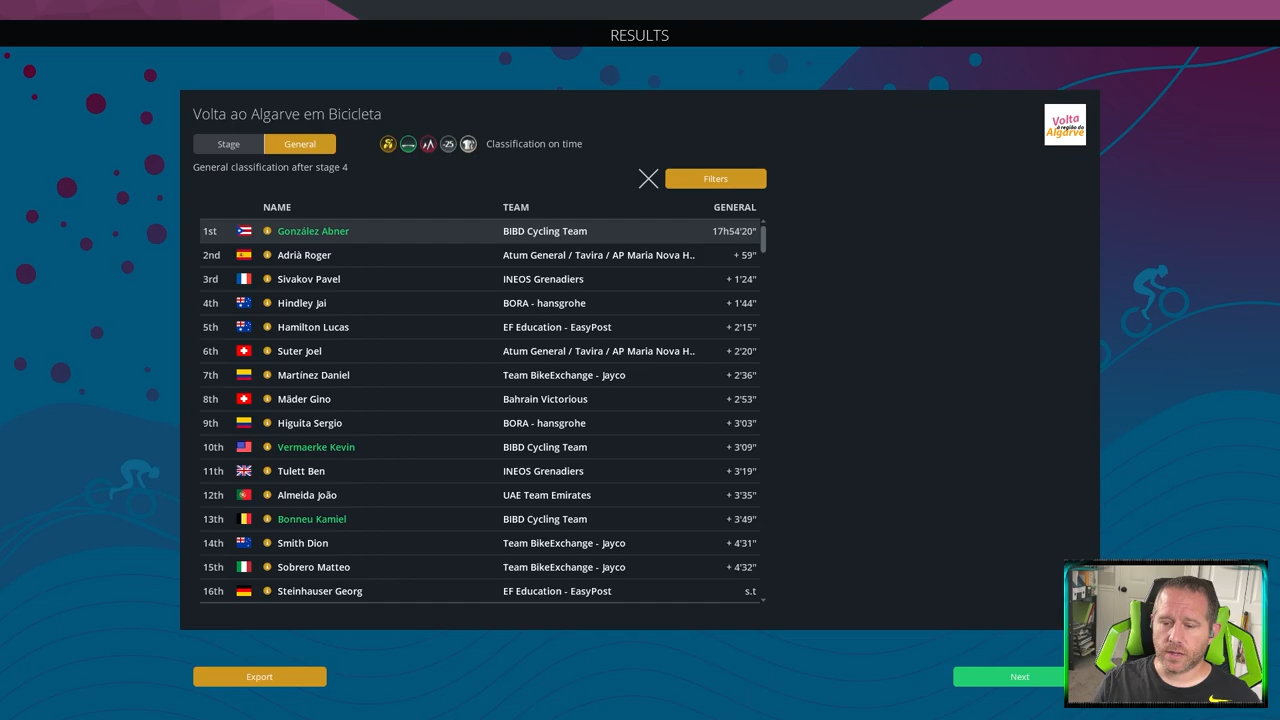 RESULTS
Volta ao Algarve em Bicicleta
Volta
à região do
Algarve
Stage General -25 Classification on time
General classification after stage 4
Filters
NAME TEAM GENERAL
1st González Abner BIBD Cycling Team 17h54'20"
2nd Adrià Roger Atum General / Tavira / AP Maria Nova H.. + 59"
3rd Sivakov Pavel INEOS Grenadiers + 1'24"
4th Hindley Jai BORA - hansgrohe + 1'44"
5th Hamilton Lucas EF Education - EasyPost + 2'15"
6th Suter Joel Atum General / Tavira / AP Maria Nova H.. + 2'20"
7th Martínez Daniel Team BikeExchange - Jayco + 2'36"
8th Mäder Gino Bahrain Victorious + 2'53"
9th Higuita Sergio BORA - hansgrohe + 3'03"
10th Vermaerke Kevin BIBD Cycling Team + 3'09"
11th Tulett Ben INEOS Grenadiers + 3'19"
12th Almeida João UAE Team Emirates + 3'35"
13th Bonneu Kamiel BIBD Cycling Team + 3'49"
14th Smith Dion Team BikeExchange - Jayco + 4'31"
15th Sobrero Matteo Team BikeExchange - Jayco + 4'32"
16th Steinhauser Georg EF Education - EasyPost s.t
Export Next